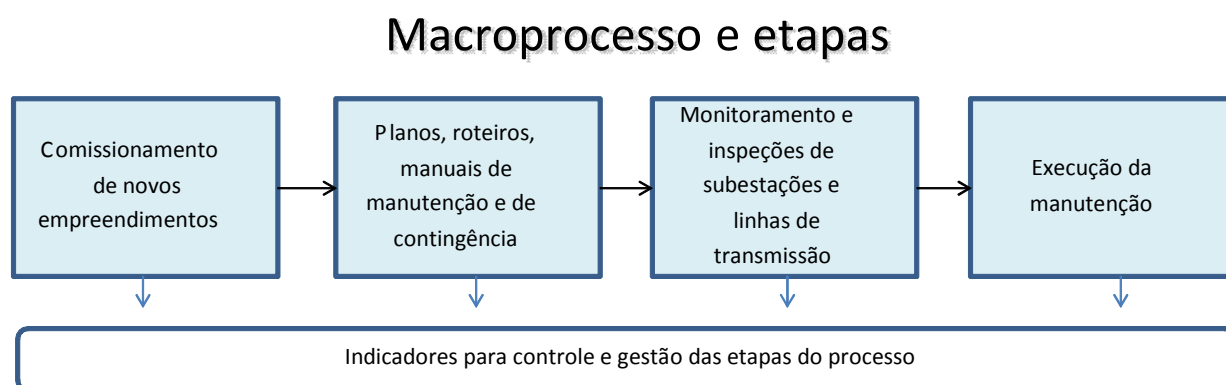 Macroprocesso e etapas
Comissionamento
de novos
empreendimentos
Planos, roteiros,
manuais de
manutenção e de
contingência
Monitoramento e
inspeções de
subestações e
linhas de
transmissão
Execução da
manutenção
Indicadores para controle e gestão das etapas do processo